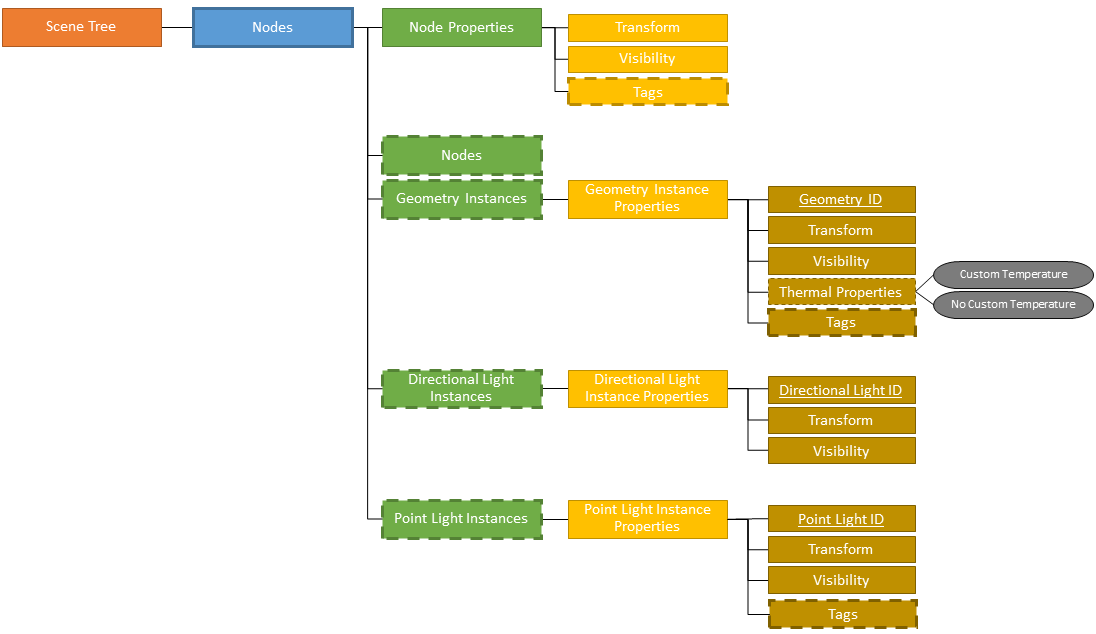 Scene Tree
Nodes
Node Properties
Transform
Visibility
Tags
Nodes
Geometry Instances
Geometry Instance
Properties
Geometry ID
Transform
Visibility
Thermal Properties
Custom Temperature
No Custom Temperature
Tags
Directional Light
Instances
Directional Light
Instance Properties
Directional Light ID
Transform
Visibility
Point Light Instances
Point Light Instance
Properties
Point Light ID
Transform
Visibility
Tags